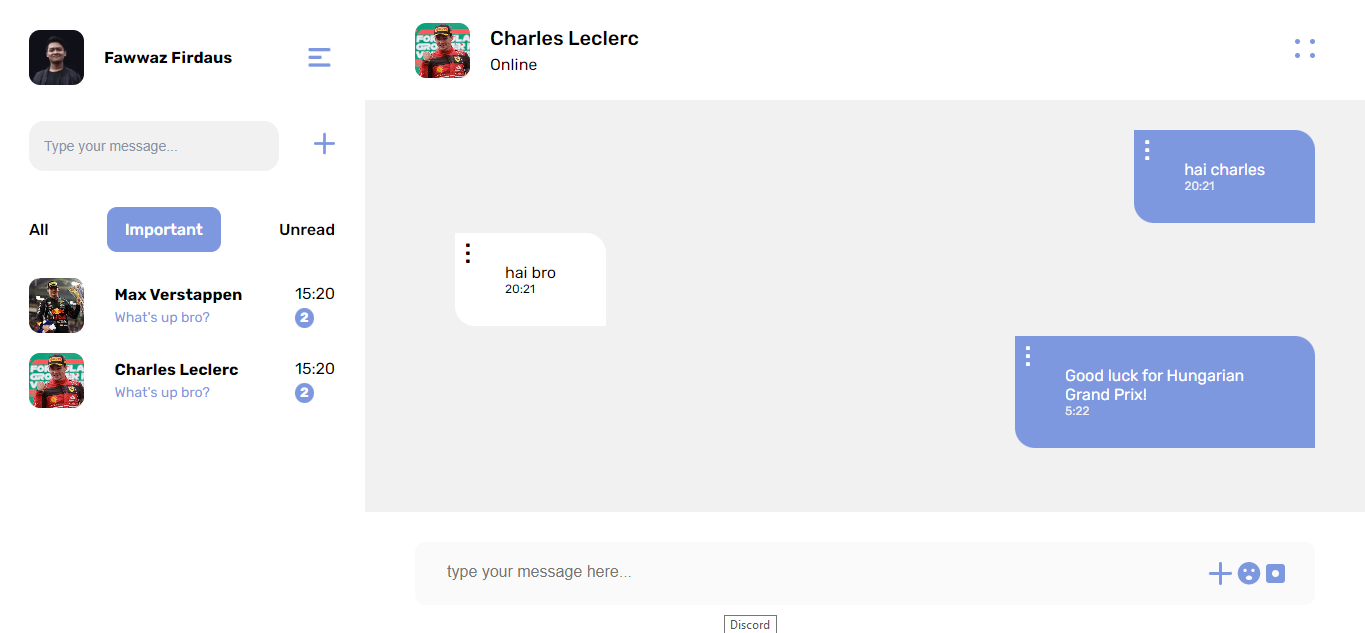 Fawwaz Firdaus
Type your message...
All
Important
Unread
Max Verstappen
15:20
What's up bro?
2
Charles Leclerc
15:20
What's up bro?
2
Charles Leclerc
Online
hai charles
20:21
hai bro
20:21
Good luck for Hungarian
Grand Prix!
5:22
type your message here...
Discord